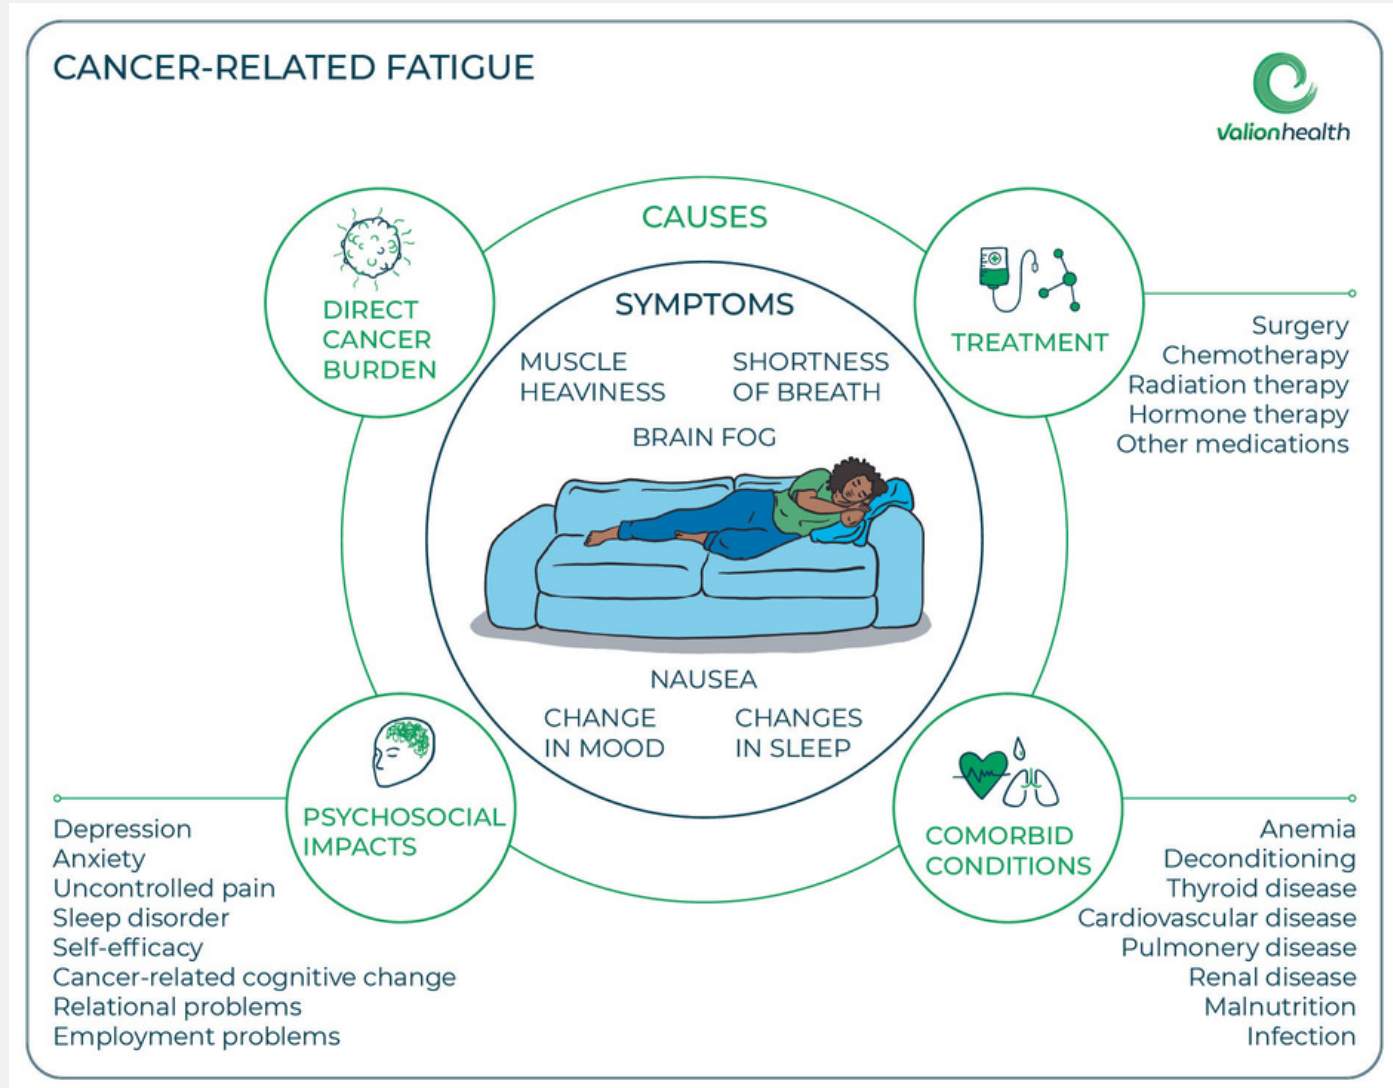 CANCER-RELATED FATIGUE
Valionhealth
CAUSES
SYMPTOMS
MUSCLE
HEAVINESS
SHORTNESS
OF BREATH
BRAIN FOG
NAUSEA
CHANGE
IN MOOD
CHANGES
IN SLEEP
DIRECT
CANCER
BURDEN
TREATMENT
Surgery
Chemotherapy
Radiation therapy
Hormone therapy
Other medications
PSYCHOSOCIAL
IMPACTS
Depression
Anxiety
Uncontrolled pain
Sleep disorder
Self-efficacy
Cancer-related cognitive change
Relational problems
Employment problems
COMORBID
CONDITIONS
Anemia
Deconditioning
Thyroid disease
Cardiovascular disease
Pulmonery disease
Renal disease
Malnutrition
Infection